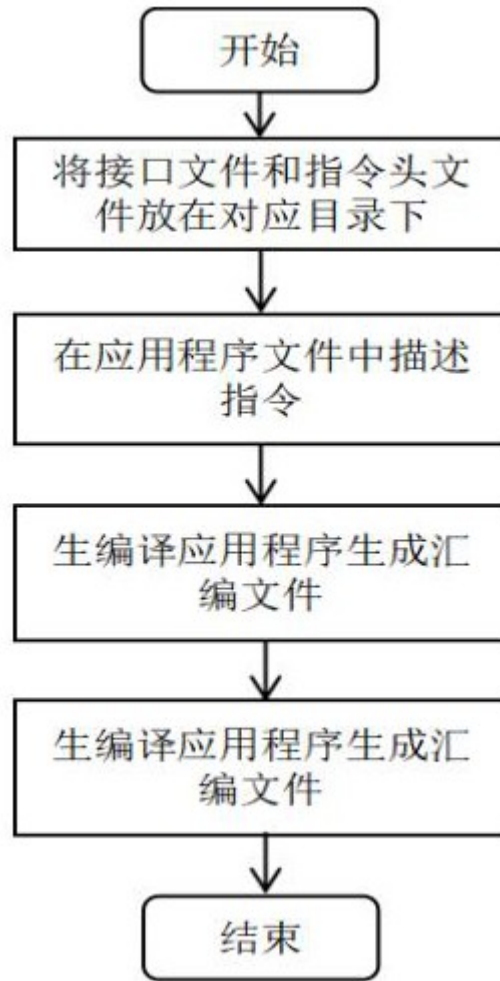 开始
将接口文件和指令头文
件放在对应目录下
在应用程序文件中描述
指令
生编译应用程序生成汇
编文件
生编译应用程序生成汇
编文件
结束